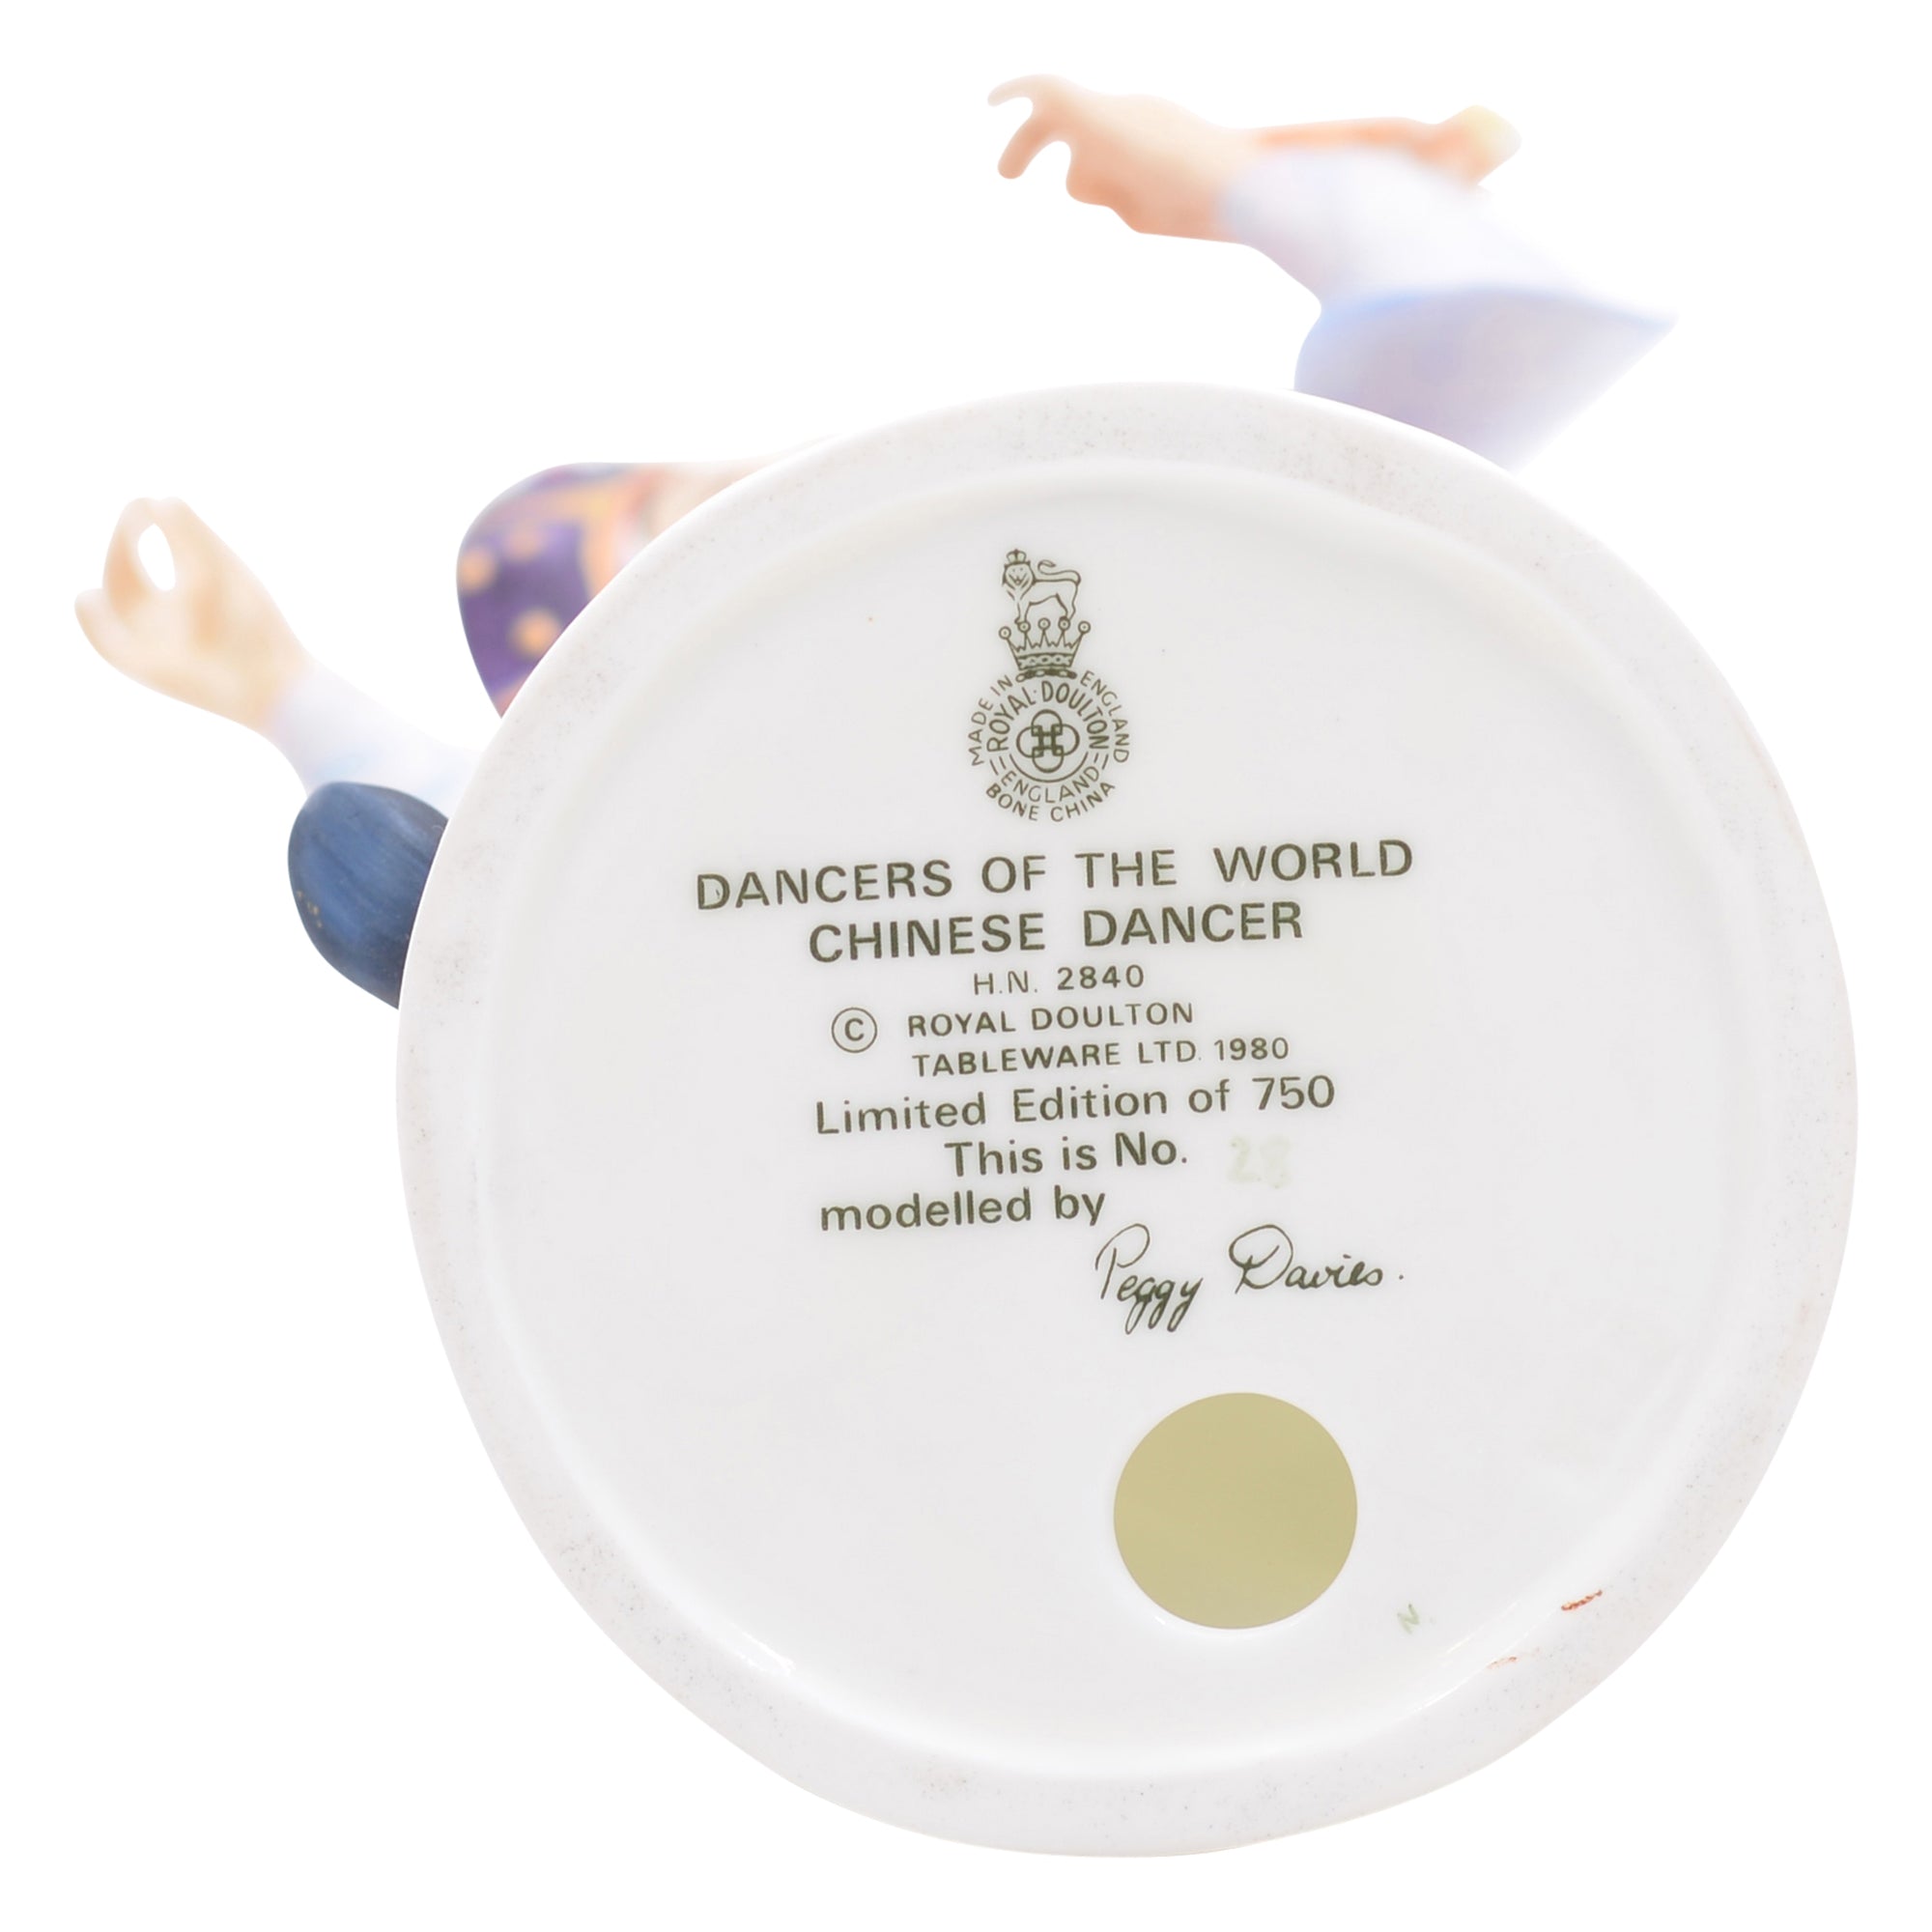 MADE IN ENGLAND
ROYAL·DOULTON
ENGLAND
BONE CHINA
DANCERS OF THE WORLD
CHINESE DANCER
H.N. 2840
© ROYAL DOULTON
TABLEWARE LTD. 1980
Limited Edition of 750
This is No. 28
modelled by
Peggy Davies.
N.